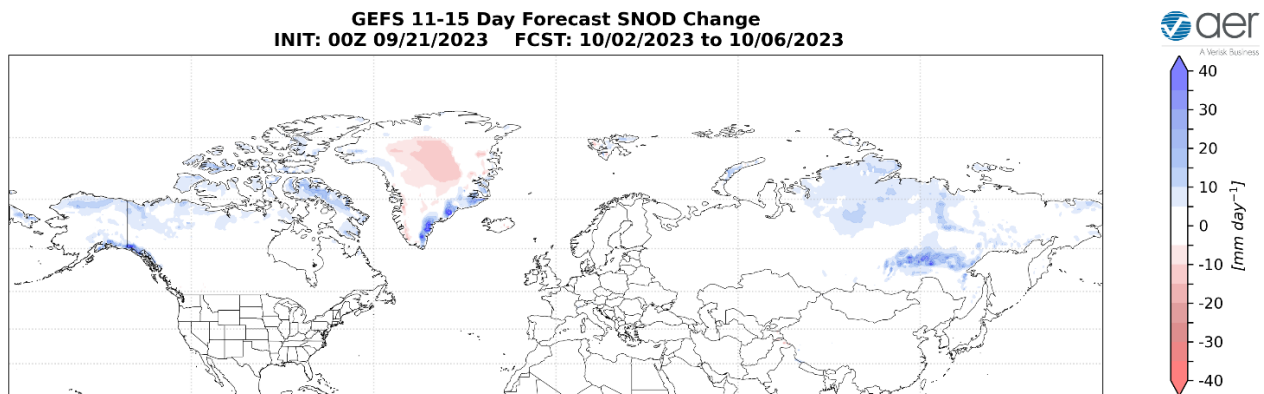 GEFS 11-15 Day Forecast SNOD Change
INIT: 00Z 09/21/2023 FCST: 10/02/2023 to 10/06/2023
aer
A Verisk Business
40
30
20
10
0
-10
-20
-30
-40
[mm day⁻¹]